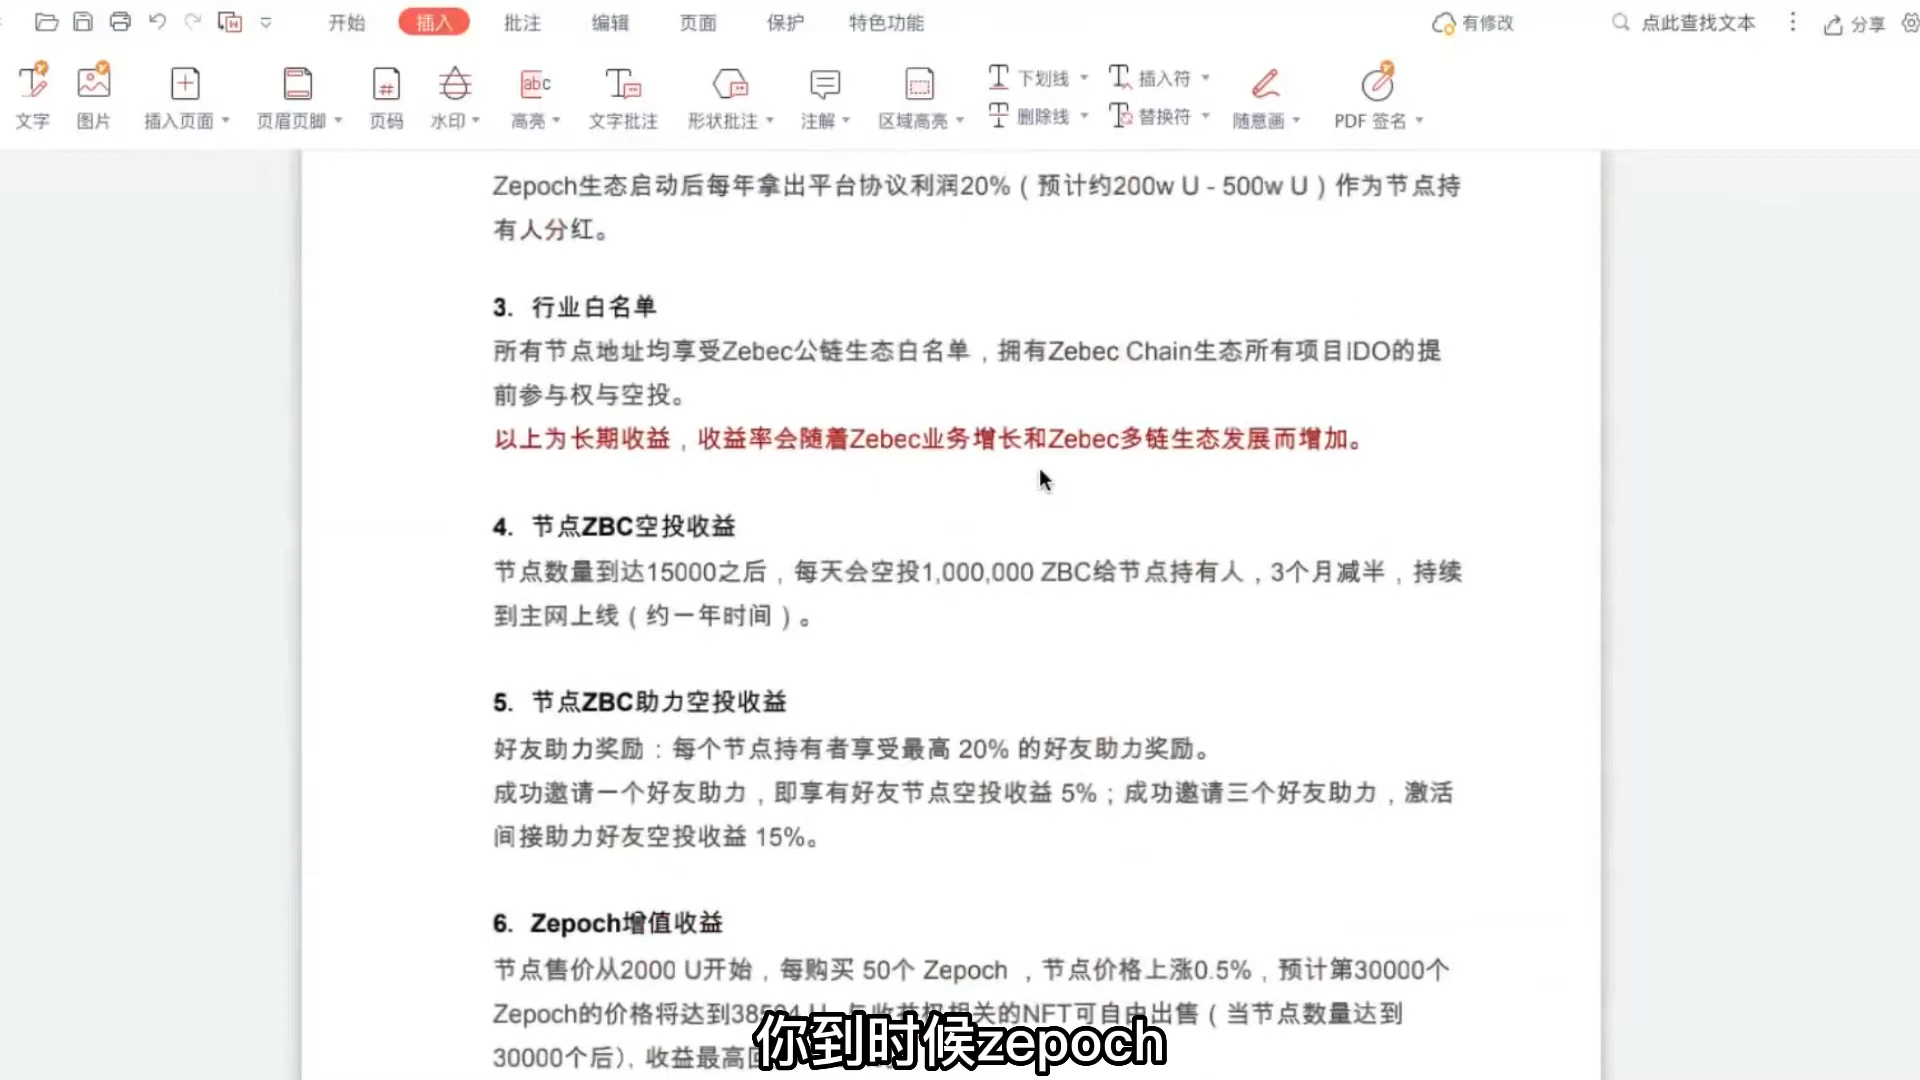 开始 插入 批注 编辑 页面 保护 特色功能 有修改 点此查找文本 分享
文字 图片 插入页面 页眉页脚 页码 水印 高亮 文字批注 形状批注 注解 区域高亮 下划线 删除线 插入符 替换符 随意画 PDF 签名
Zepoch生态启动后每年拿出平台协议利润20%（预计约200w U - 500w U）作为节点持
有人分红。
3. 行业白名单
所有节点地址均享受Zebec公链生态白名单，拥有Zebec Chain生态所有项目IDO的提
前参与权与空投。
以上为长期收益，收益率会随着Zebec业务增长和Zebec多链生态发展而增加。
4. 节点ZBC空投收益
节点数量到达15000之后，每天会空投1,000,000 ZBC给节点持有人，3个月减半，持续
到主网上线（约一年时间）。
5. 节点ZBC助力空投收益
好友助力奖励：每个节点持有者享受最高 20% 的好友助力奖励。
成功邀请一个好友助力，即享有好友节点空投收益 5%；成功邀请三个好友助力，激活
间接助力好友空投收益 15%。
6. Zepoch增值收益
节点售价从2000 U开始，每购买 50个 Zepoch ，节点价格上涨0.5%，预计第30000个
Zepoch的价格将达到 与收益权相关的NFT可自由出售（当节点数量达到
30000个后），收益最高
你到时候zepoch